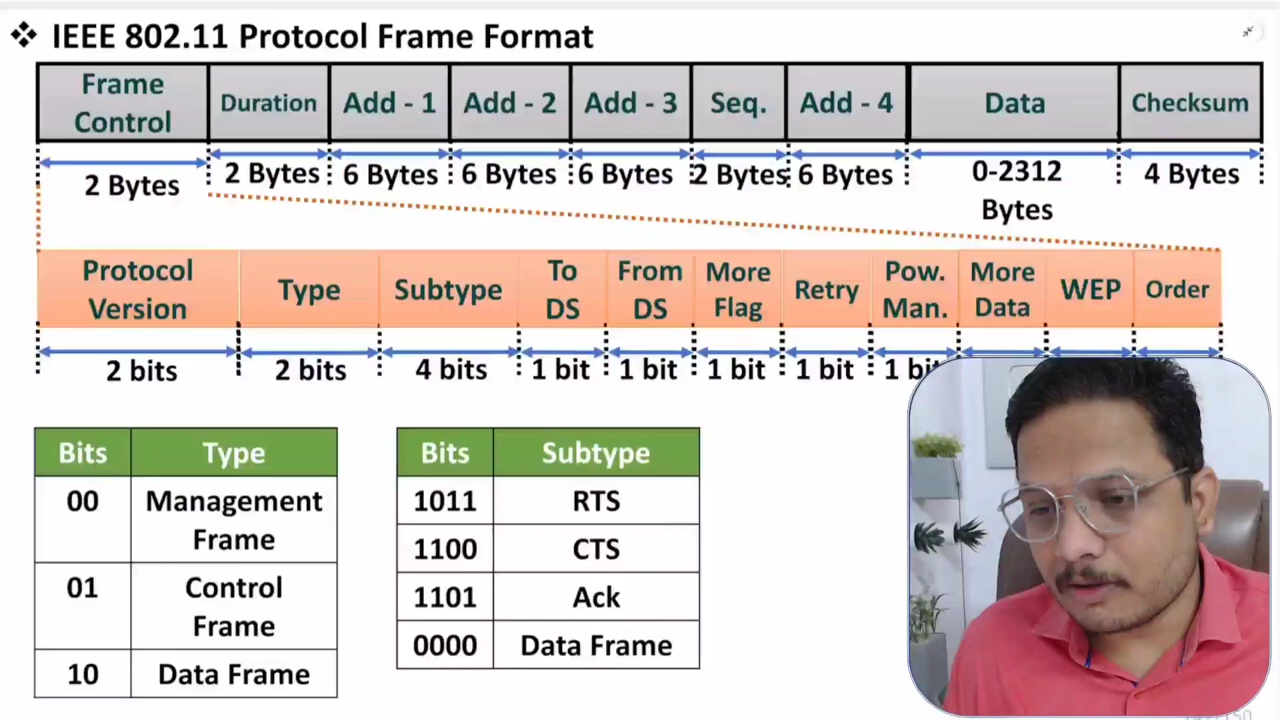 ❖ IEEE 802.11 Protocol Frame Format
Frame Control Duration Add - 1 Add - 2 Add - 3 Seq. Add - 4 Data Checksum
2 Bytes 2 Bytes 6 Bytes 6 Bytes 6 Bytes 2 Bytes 6 Bytes 0-2312 Bytes 4 Bytes
Protocol Version Type Subtype To DS From DS More Flag Retry Pow. Man. More Data WEP Order
2 bits 2 bits 4 bits 1 bit 1 bit 1 bit 1 bit 1
Bits Type
00 Management Frame
01 Control Frame
10 Data Frame
Bits Subtype
1011 RTS
1100 CTS
1101 Ack
0000 Data Frame